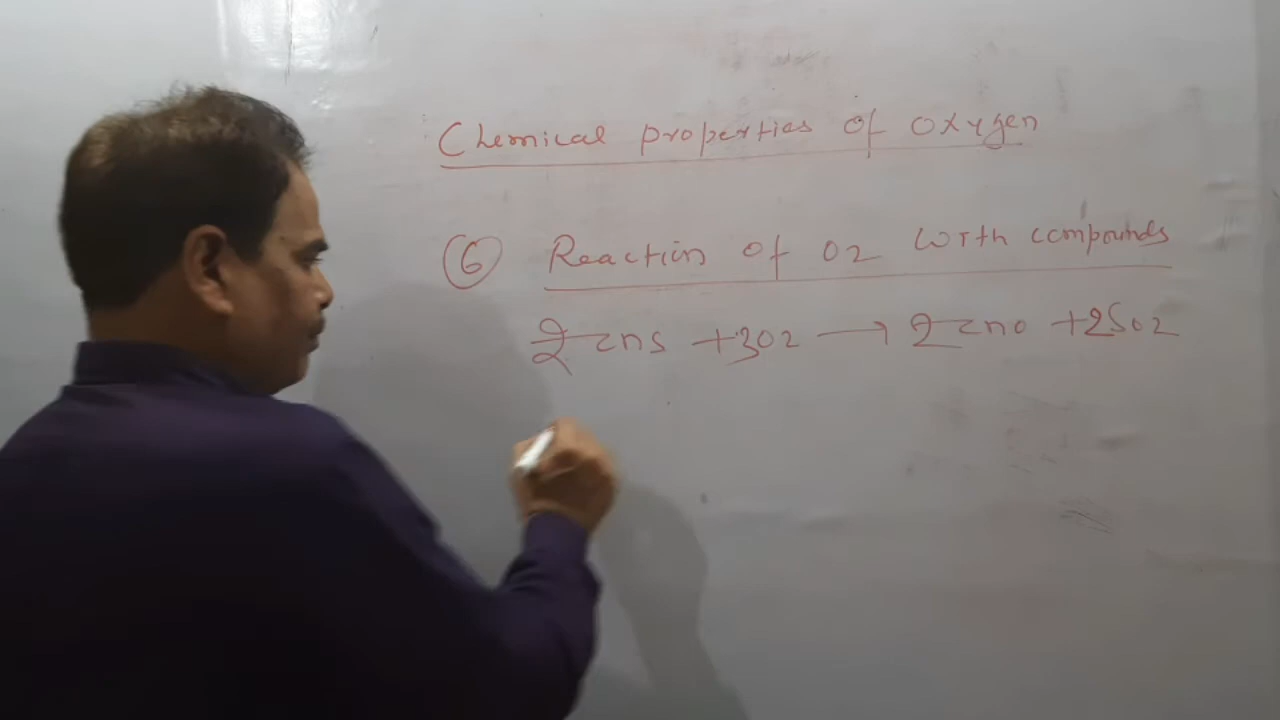 Chemical properties of oxygen
6 Reaction of O2 with compounds
2zns + 3O2 → 2zno + 2SO2